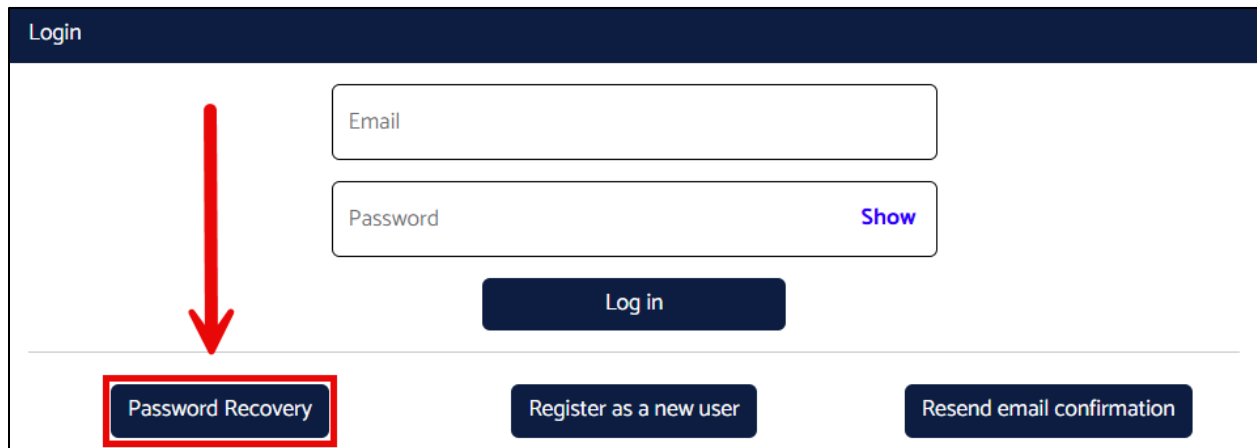 Login
Email
Password Show
Log in
Password Recovery Register as a new user Resend email confirmation